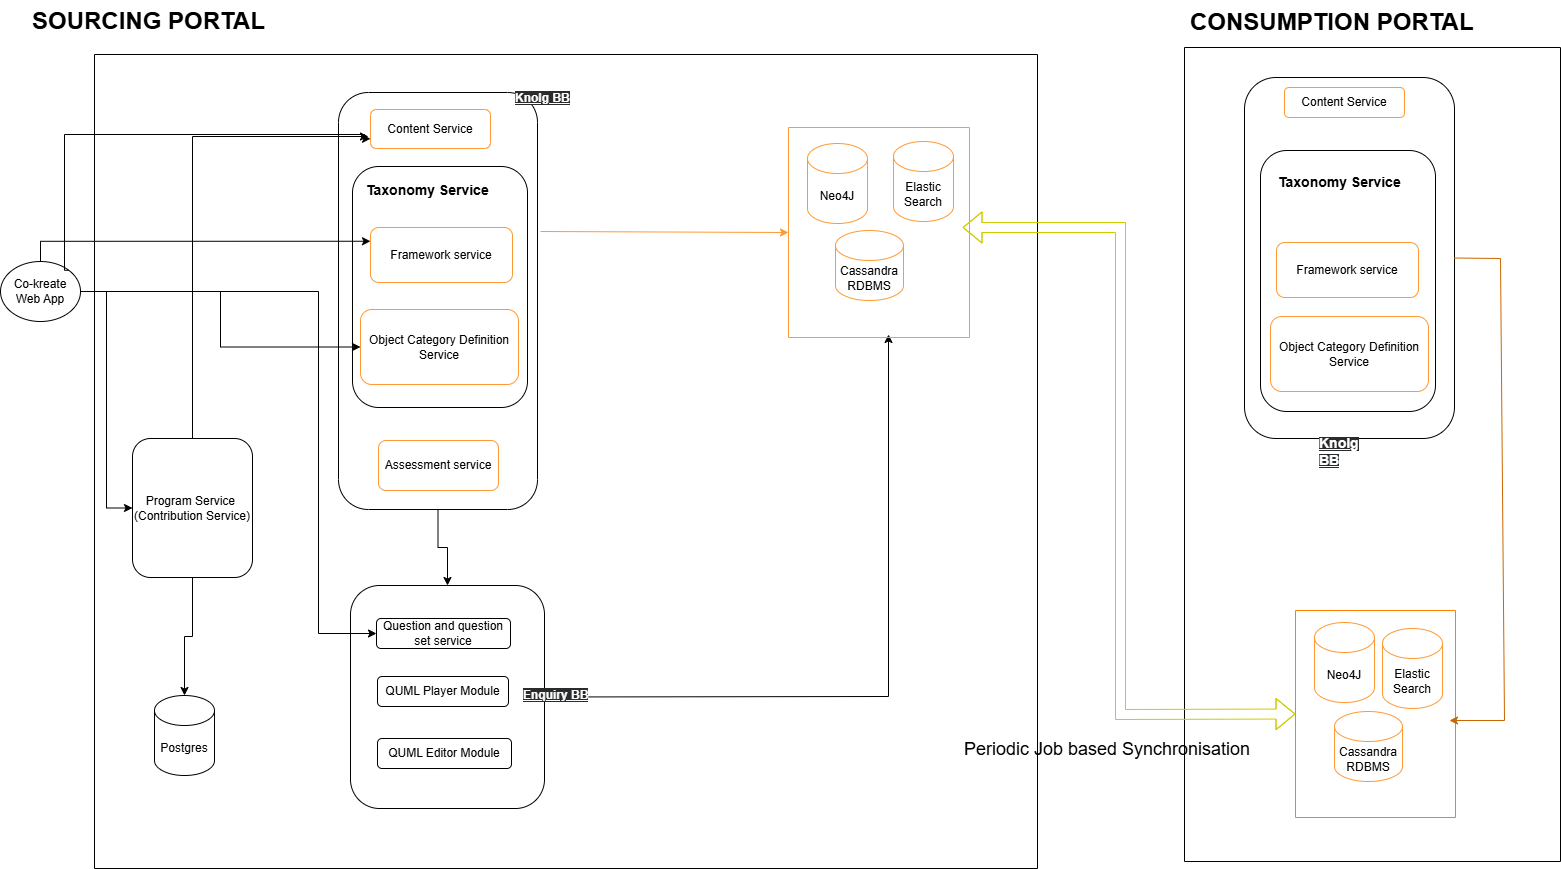 SOURCING PORTAL
CONSUMPTION PORTAL
Knolg BB
Content Service
Taxonomy Service
Framework service
Object Category Definition
Service
Assessment service
Co-kreate
Web App
Program Service
(Contribution Service)
Postgres
Question and question
set service
QUML Player Module
QUML Editor Module
Enquiry BB
Neo4J
Elastic
Search
Cassandra
RDBMS
Periodic Job based Synchronisation
Content Service
Taxonomy Service
Framework service
Object Category Definition
Service
Knolg
BB
Neo4J
Elastic
Search
Cassandra
RDBMS